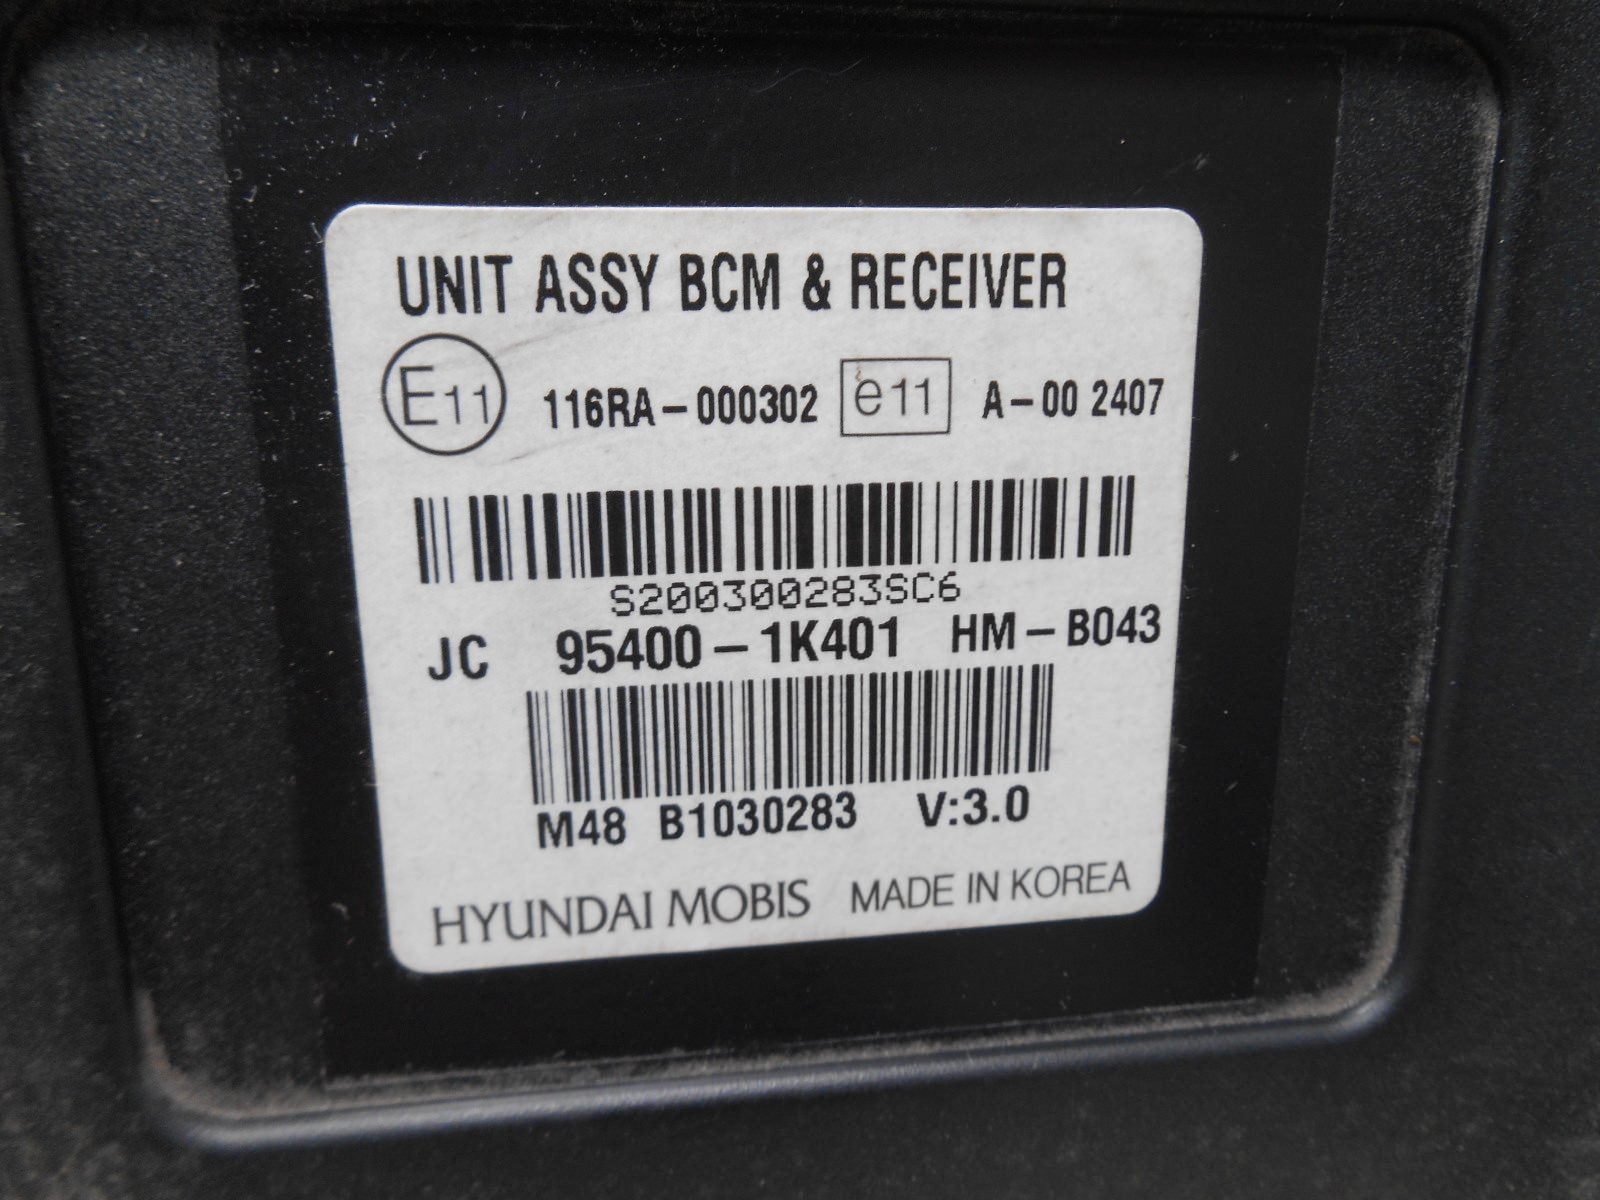 UNIT ASSY BCM & RECEIVER
E11 116RA-000302 e11 A-00 2407
S200300283SC6
JC 95400-1K401 HM-B043
M48 B1030283 V:3.0
HYUNDAI MOBIS MADE IN KOREA